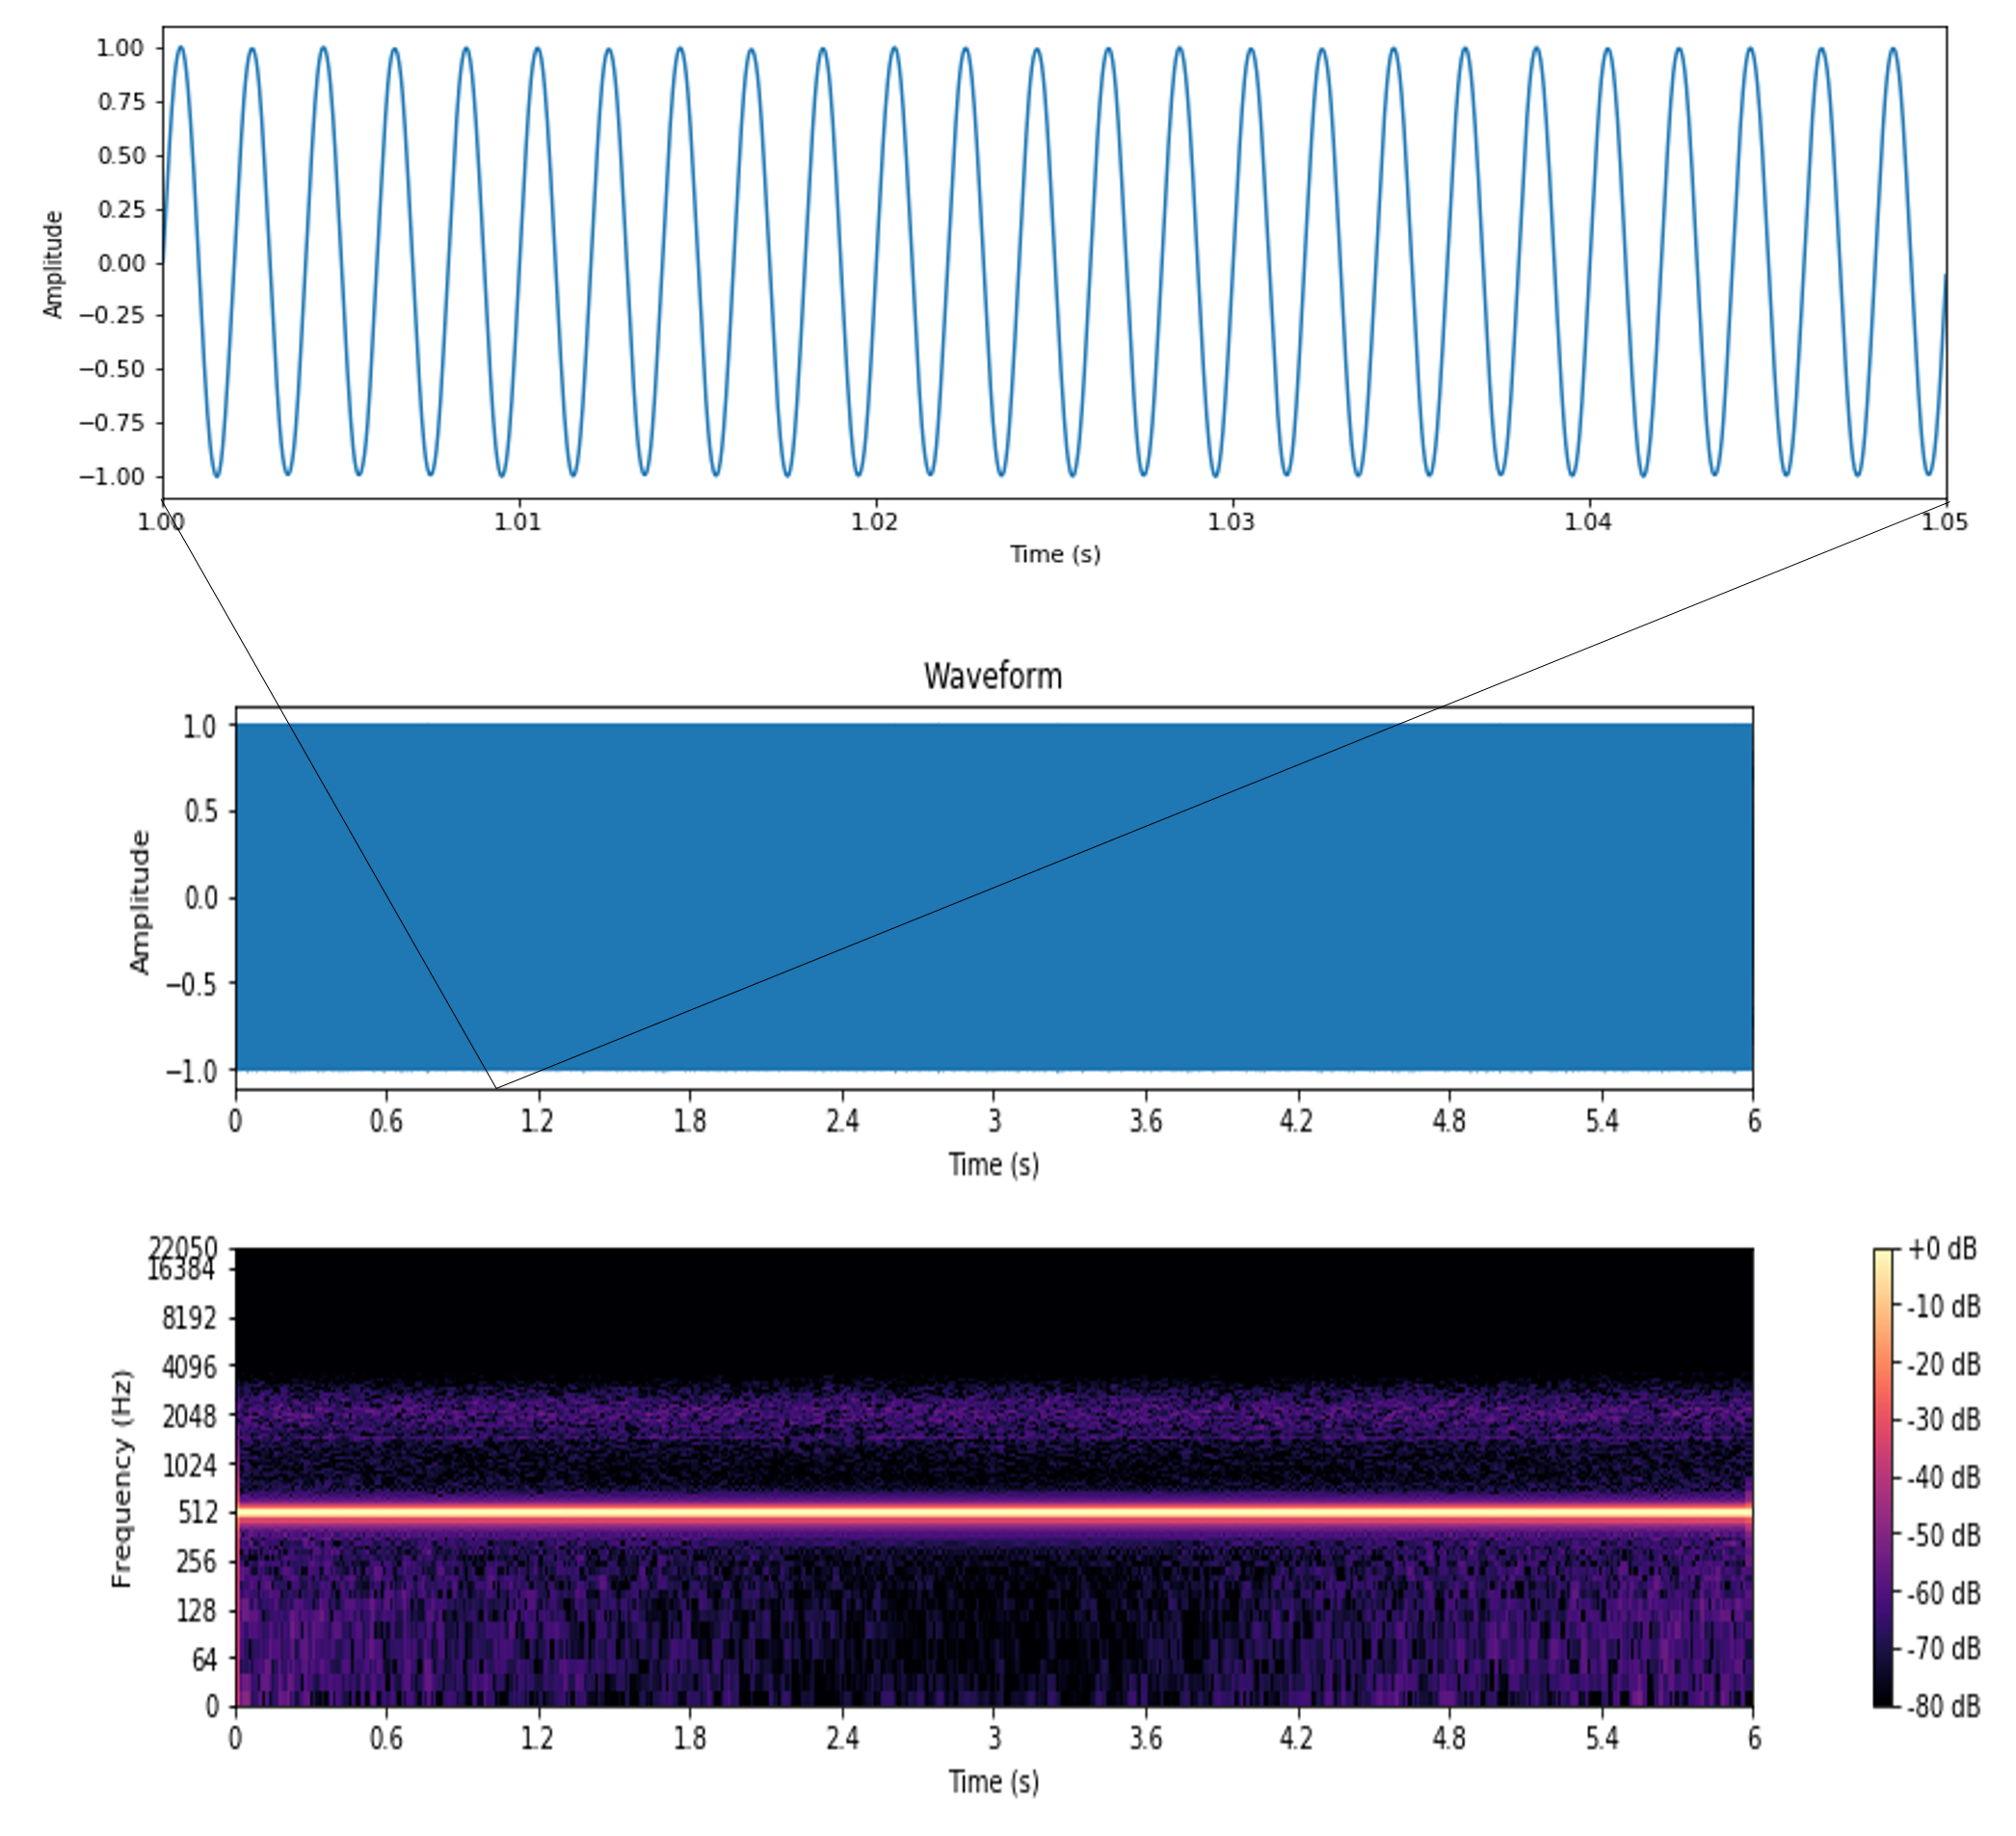 1.00
0.75
0.50
0.25
0.00
−0.25
−0.50
−0.75
−1.00
Amplitude
1.00 1.01 1.02 1.03 1.04 1.05
Time (s)
Waveform
1.0
0.5
0.0
−0.5
−1.0
Amplitude
0 0.6 1.2 1.8 2.4 3 3.6 4.2 4.8 5.4 6
Time (s)
22050
16384
8192
4096
2048
1024
512
256
128
64
0
Frequency (Hz)
0 0.6 1.2 1.8 2.4 3 3.6 4.2 4.8 5.4 6
Time (s)
+0 dB
-10 dB
-20 dB
-30 dB
-40 dB
-50 dB
-60 dB
-70 dB
-80 dB